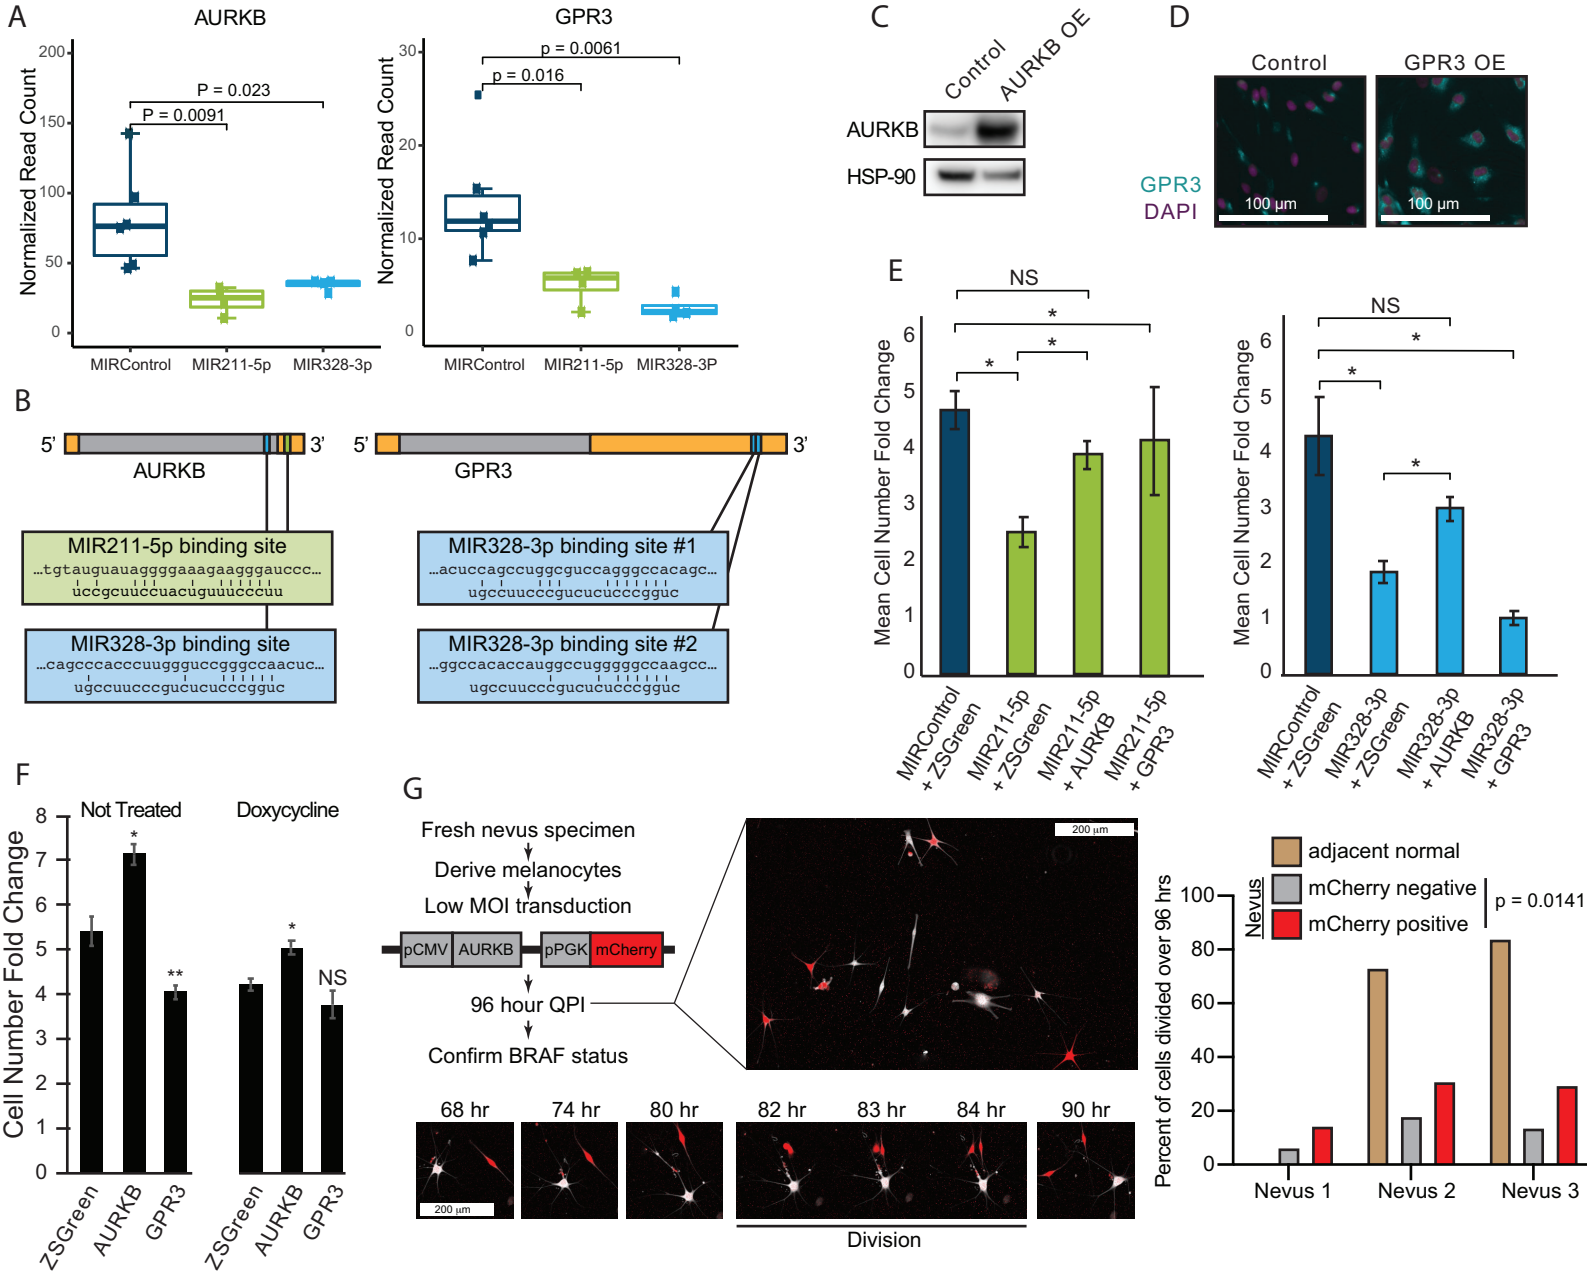 A
AURKB
Normalized Read Count
200
150
100
50
0
P = 0.023
P = 0.0091
MIRControl
MIR211-5p
MIR328-3p
GPR3
Normalized Read Count
30
20
10
0
p = 0.0061
p = 0.016
MIRControl
MIR211-5p
MIR328-3P
B
5’
3’
AURKB
5’
3’
GPR3
MIR211-5p binding site
...tgtauguauaggggaaagaagggauccc...
uccgcuuccuacuguuucccuu
MIR328-3p binding site
...cagcccacccuugggguccgggccaacuc...
ugccuucccgucucucccgguc
MIR328-3p binding site #1
...acuccagccuggcguccagggccacagc...
ugccuucccgucucucccgguc
MIR328-3p binding site #2
...ggccacaccauggccugggggccaagcc...
ugccuucccgucucucccgguc
C
Control
AURKB OE
AURKB
HSP-90
D
Control
GPR3 OE
GPR3
DAPI
100 μm
100 μm
E
Mean Cell Number Fold Change
6
5
4
3
2
1
0
NS
*
*
*
MIRControl
+ ZSGreen
MIR211-5p
+ ZSGreen
MIR211-5p
+ AURKB
MIR211-5p
+ GPR3
Mean Cell Number Fold Change
6
5
4
3
2
1
0
NS
*
*
*
MIRControl
+ ZSGreen
MIR328-3p
+ ZSGreen
MIR328-3p
+ AURKB
MIR328-3p
+ GPR3
F
Cell Number Fold Change
8
7
6
5
4
3
2
1
0
Not Treated
Doxycycline
*
**
*
NS
ZSGreen
AURKB
GPR3
ZSGreen
AURKB
GPR3
G
Fresh nevus specimen
Derive melanocytes
Low MOI transduction
pCMV AURKB pPGK mCherry
96 hour QPI
Confirm BRAF status
200 μm
68 hr
74 hr
80 hr
82 hr
83 hr
84 hr
90 hr
200 μm
Division
Percent of cells divided over 96 hrs
100
80
60
40
20
0
Nevus
adjacent normal
mCherry negative
mCherry positive
p = 0.0141
Nevus 1
Nevus 2
Nevus 3